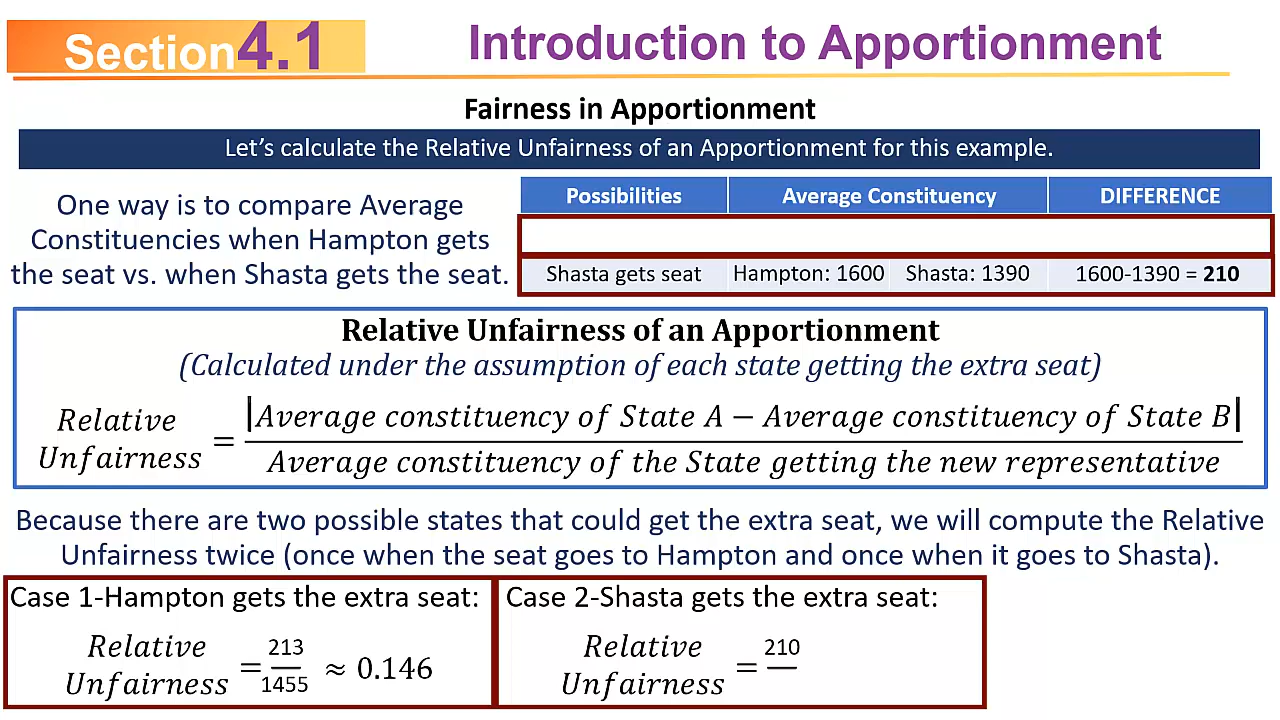 Section4.1 Introduction to Apportionment
Fairness in Apportionment
Let's calculate the Relative Unfairness of an Apportionment for this example.
One way is to compare Average
Constituencies when Hampton gets
the seat vs. when Shasta gets the seat.
Possibilities Average Constituency DIFFERENCE
Shasta gets seat Hampton: 1600 Shasta: 1390 1600-1390 = 210
Relative Unfairness of an Apportionment
(Calculated under the assumption of each state getting the extra seat)
Relative
Unfairness
=
|Average constituency of State A − Average constituency of State B|
Average constituency of the State getting the new representative
Because there are two possible states that could get the extra seat, we will compute the Relative
Unfairness twice (once when the seat goes to Hampton and once when it goes to Shasta).
Case 1-Hampton gets the extra seat:
Relative
Unfairness
=
213
1455
≈ 0.146
Case 2-Shasta gets the extra seat:
Relative
Unfairness
=
210